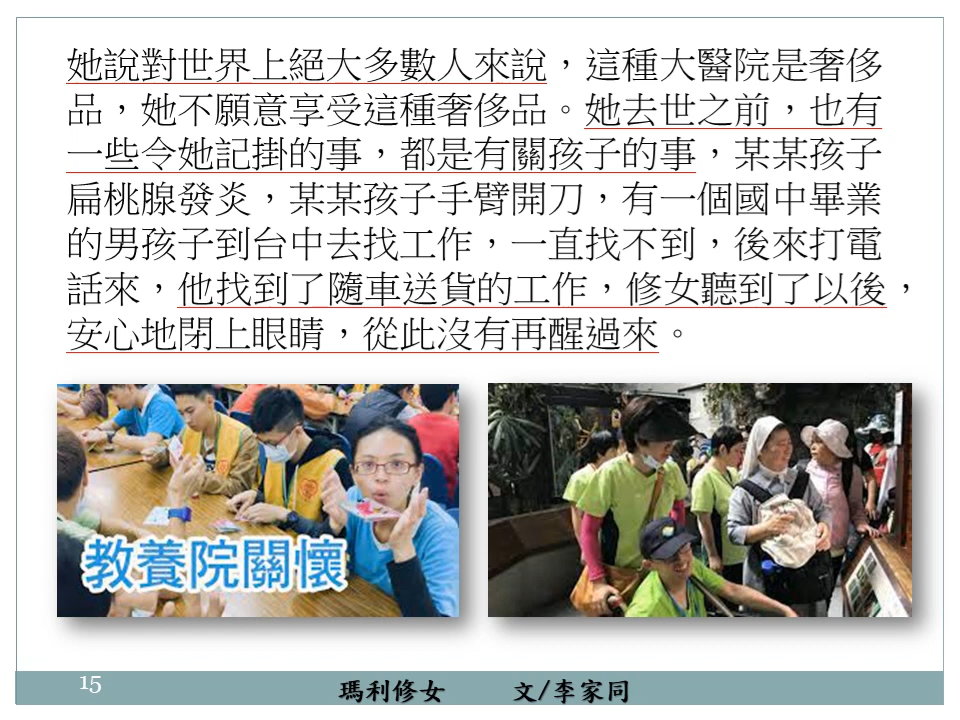 她說對世界上絕大多數人來說，這種大醫院是奢侈
品，她不願意享受這種奢侈品。她去世之前，也有
一些令她記掛的事，都是有關孩子的事，某某孩子
扁桃腺發炎，某某孩子手臂開刀，有一個國中畢業
的男孩子到台中去找工作，一直找不到，後來打電
話來，他找到了隨車送貨的工作，修女聽到了以後，
安心地閉上眼睛，從此沒有再醒過來。
教養院關懷
15
瑪利修女 文/李家同